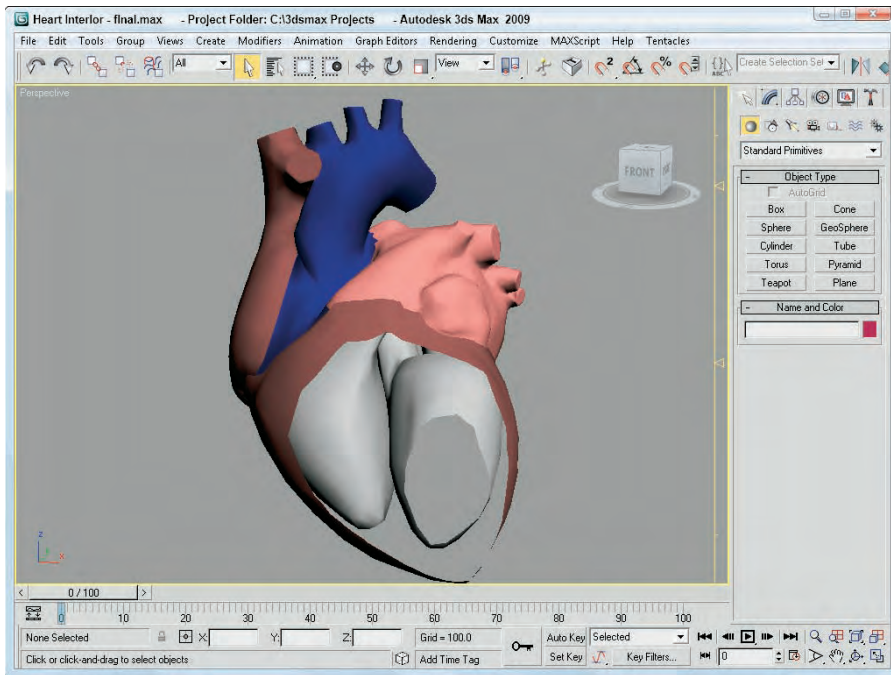 Heart Interior - fInal.max - Project Folder: C:\3dsmax Projects - Autodesk 3ds Max 2009
File Edit Tools Group Views Create Modifiers Animation Graph Editors Rendering Customize MAXScript Help Tentacles
All View Create Selection Set
Perspective
FRONT
Standard Primitives
- Object Type
AutoGrid
Box Cone
Sphere GeoSphere
Cylinder Tube
Torus Pyramid
Teapot Plane
- Name and Color
z
x
< 0 / 100 >
0 10 20 30 40 50 60 70 80 90 100
None Selected X: Y: Z: Grid = 100.0 Auto Key Selected
Click or click-and-drag to select objects Add Time Tag Set Key Key Filters... 0